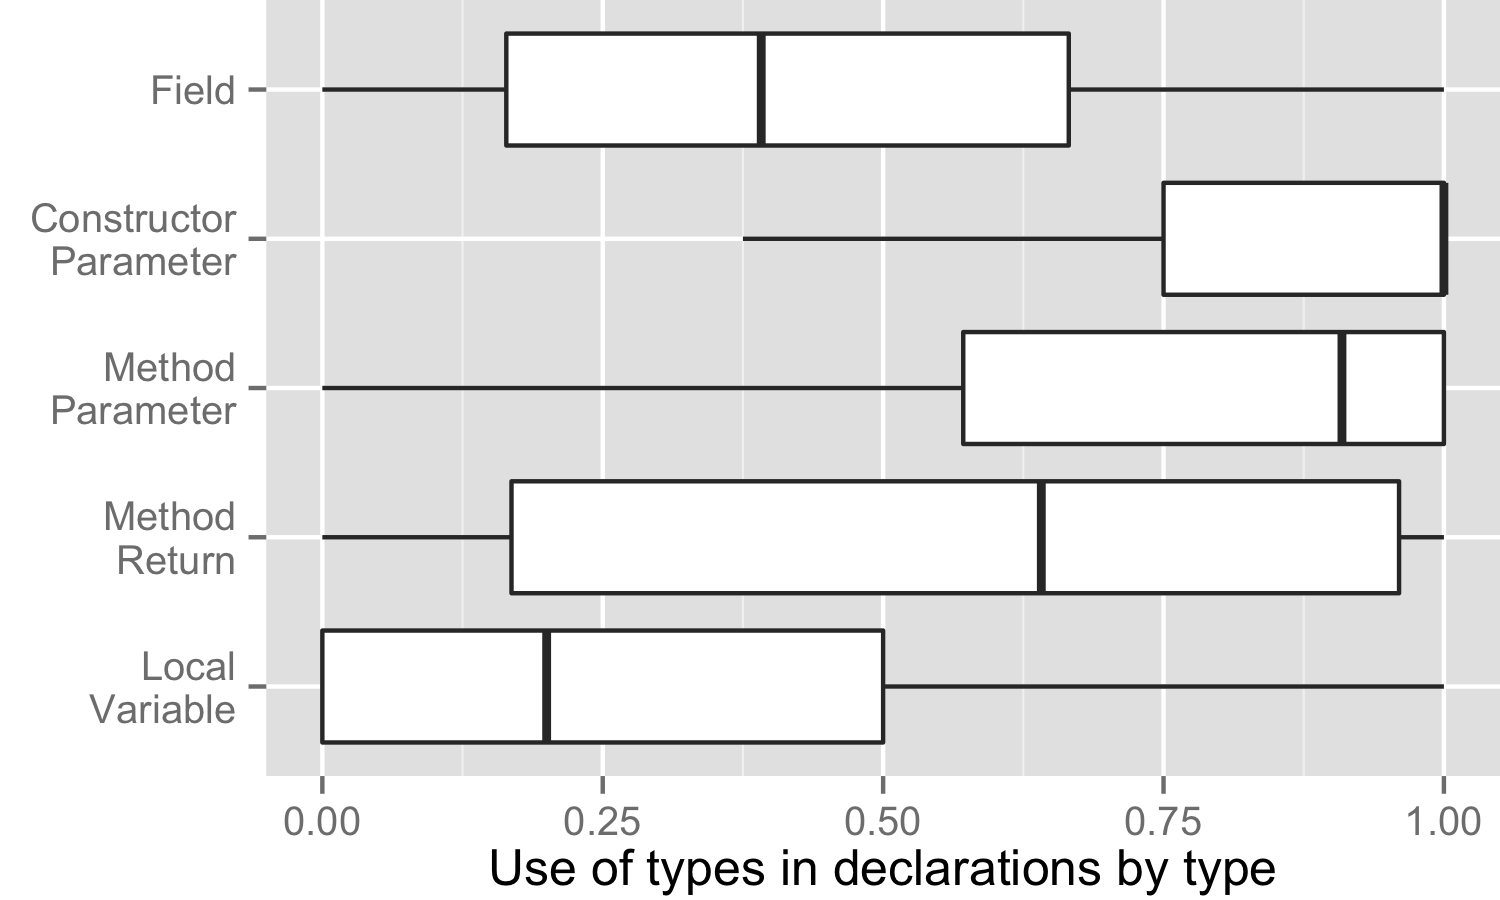 Field
Constructor
Parameter
Method
Parameter
Method
Return
Local
Variable
0.00 0.25 0.50 0.75 1.00
Use of types in declarations by type